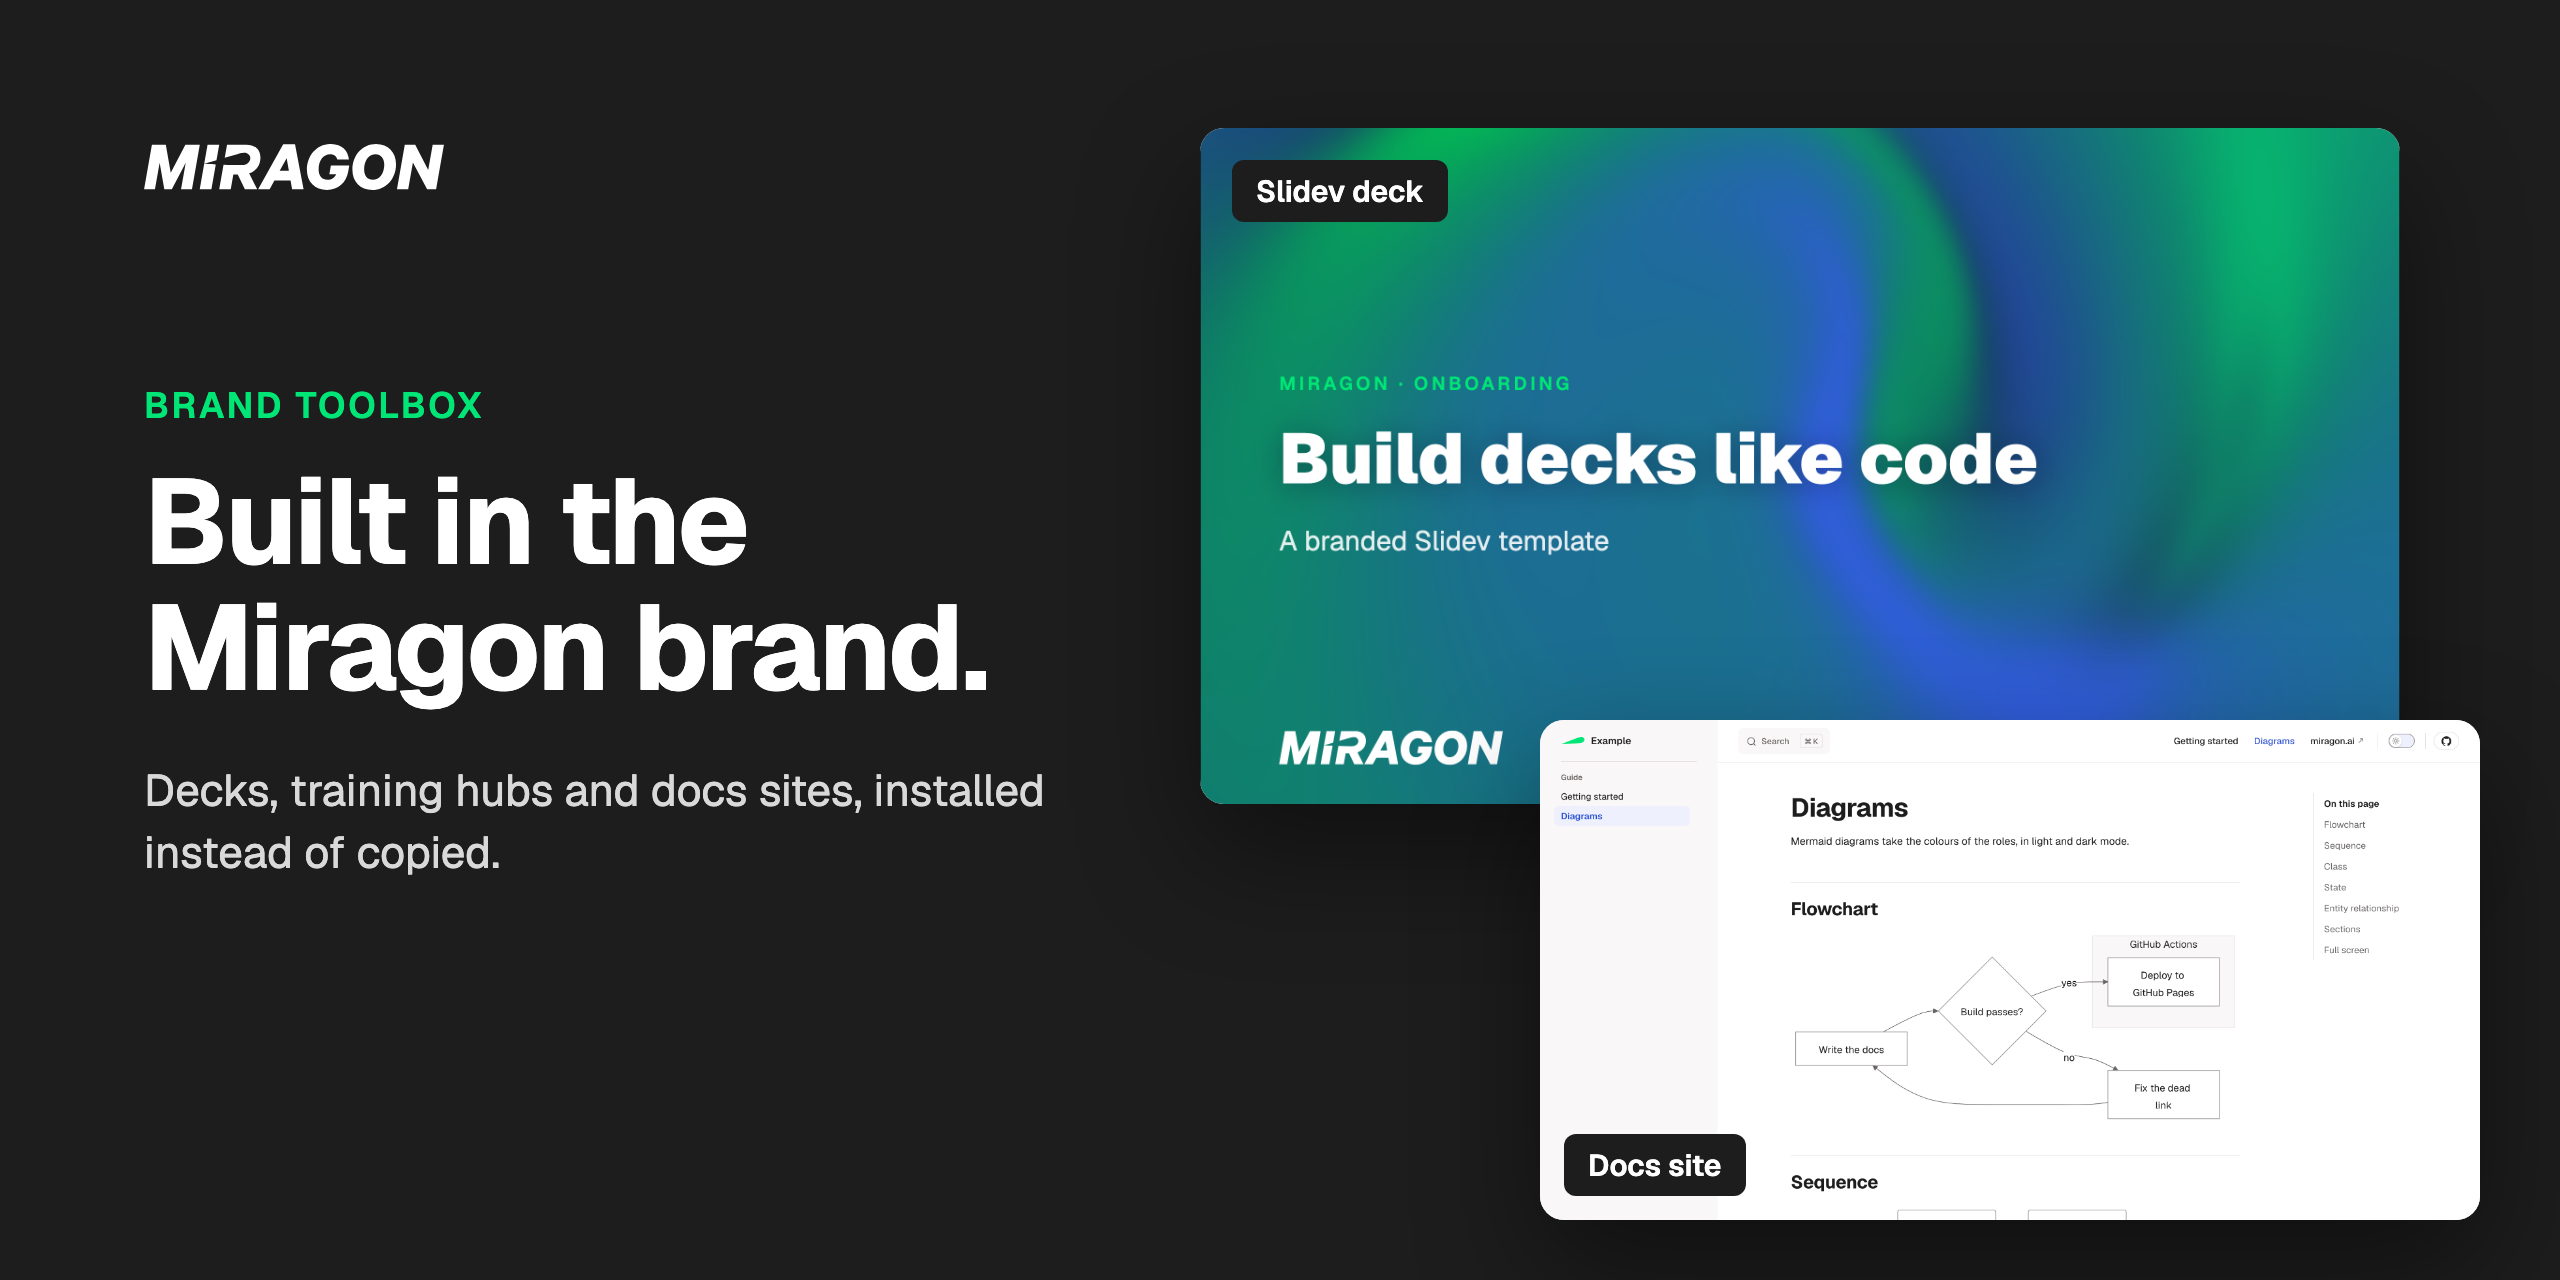 MIRAGON
BRAND TOOLBOX
Built in the
Miragon brand.
Decks, training hubs and docs sites, installed
instead of copied.
Slidev deck
MIRAGON · ONBOARDING
Build decks like code
A branded Slidev template
MIRAGON
Example
Search ⌘ K
Getting started Diagrams miragon.ai ↗
Guide
Getting started
Diagrams
Diagrams
Mermaid diagrams take the colours of the roles, in light and dark mode.
Flowchart
GitHub Actions
Deploy to
GitHub Pages
yes
Build passes?
Write the docs
no
Fix the dead
link
Sequence
On this page
Flowchart
Sequence
Class
State
Entity relationship
Sections
Full screen
Docs site